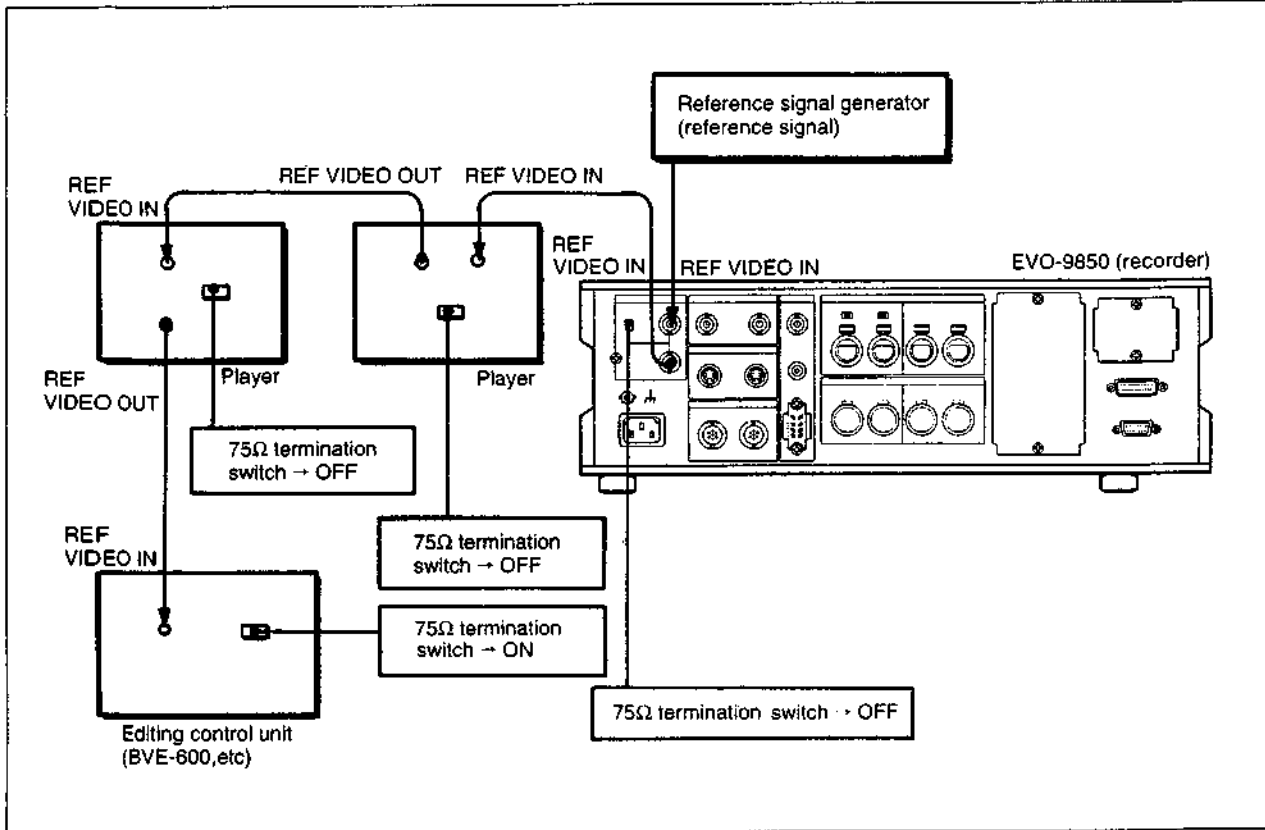 Reference signal generator
(reference signal)
REF VIDEO OUT
REF VIDEO IN
REF
VIDEO IN
REF
VIDEO IN
REF VIDEO IN
EVO-9850 (recorder)
Player
Player
REF
VIDEO OUT
75Ω termination
switch → OFF
75Ω termination
switch → OFF
REF
VIDEO IN
75Ω termination
switch → ON
75Ω termination switch → OFF
Editing control unit
(BVE-600,etc)